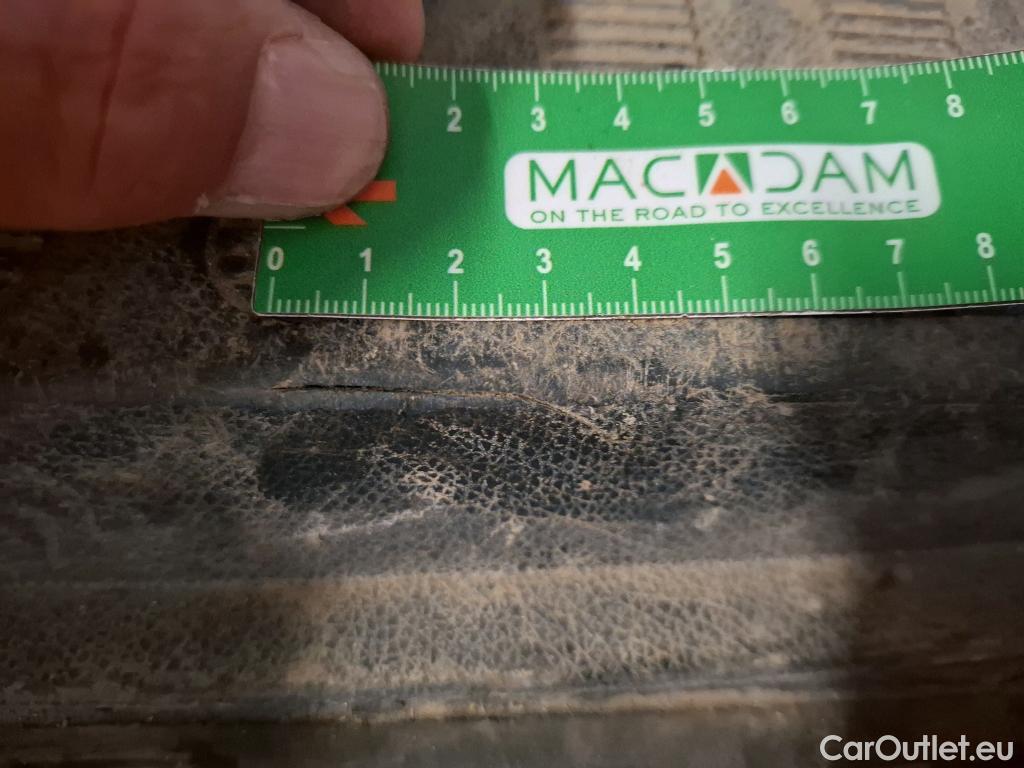 2 3 4 5 6 7 8
MACADAM
ON THE ROAD TO EXCELLENCE
0 1 2 3 4 5 6 7 8
CarOutlet.eu